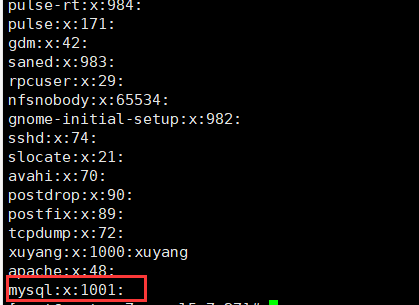 pulse-rt:x:984:
pulse:x:171:
gdm:x:42:
saned:x:983:
rpcuser:x:29:
nfsnobody:x:65534:
gnome-initial-setup:x:982:
sshd:x:74:
slocate:x:21:
avahi:x:70:
postdrop:x:90:
postfix:x:89:
tcpdump:x:72:
xuyang:x:1000:xuyang
apache:x:48:
mysql:x:1001: